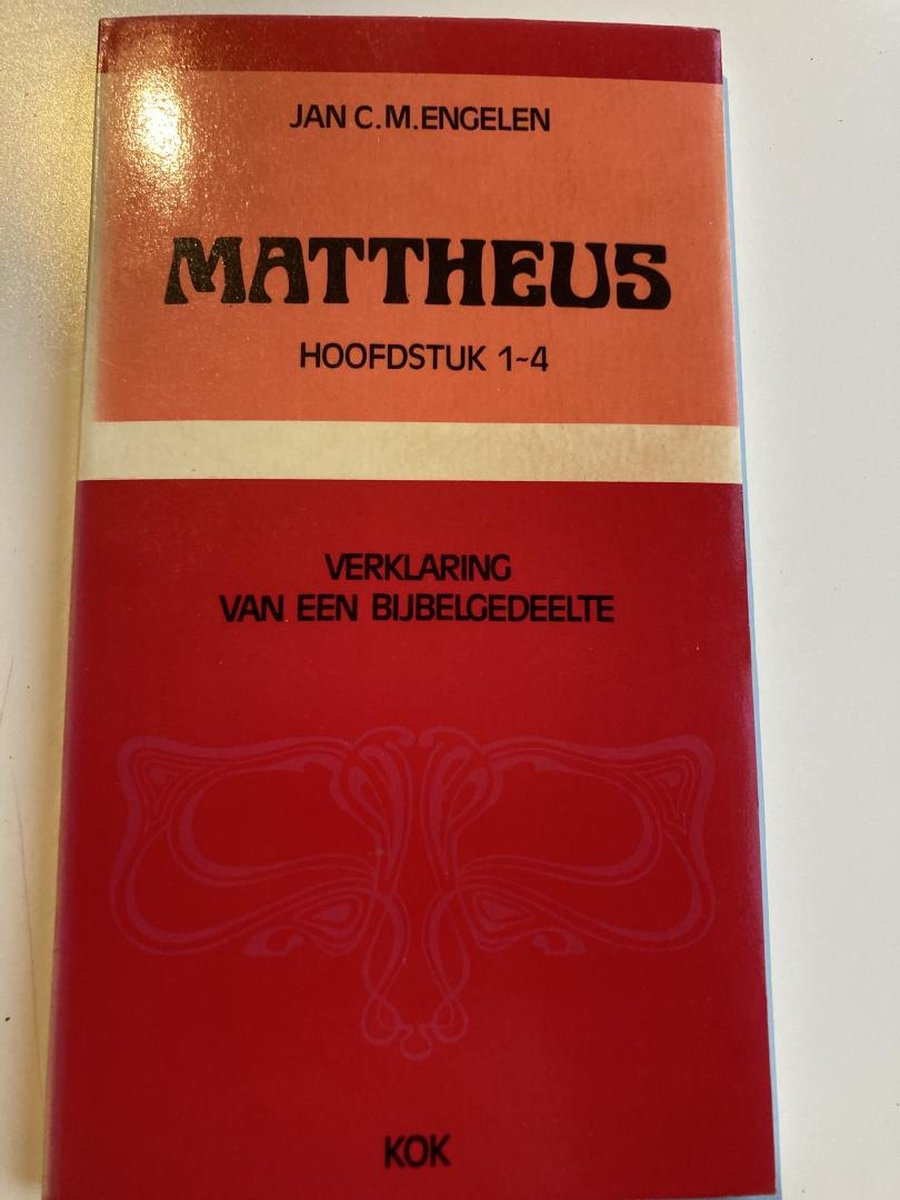 JAN C.M.ENGELEN
MATTHEUS
HOOFDSTUK 1~4
VERKLARING
VAN EEN BIJBELGEDEELTE
KOK